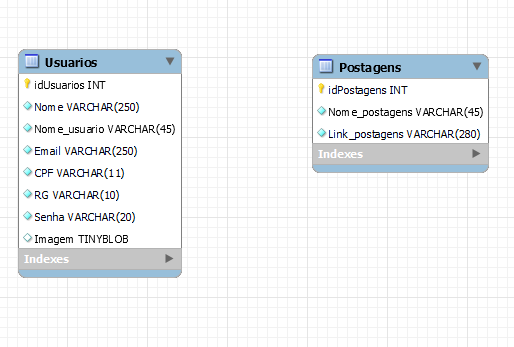 Usuarios
idUsuarios INT
Nome VARCHAR(250)
Nome_usuario VARCHAR(45)
Email VARCHAR(250)
CPF VARCHAR(11)
RG VARCHAR(10)
Senha VARCHAR(20)
Imagem TINYBLOB
Indexes
Postagens
idPostagens INT
Nome_postagens VARCHAR(45)
Link_postagens VARCHAR(280)
Indexes